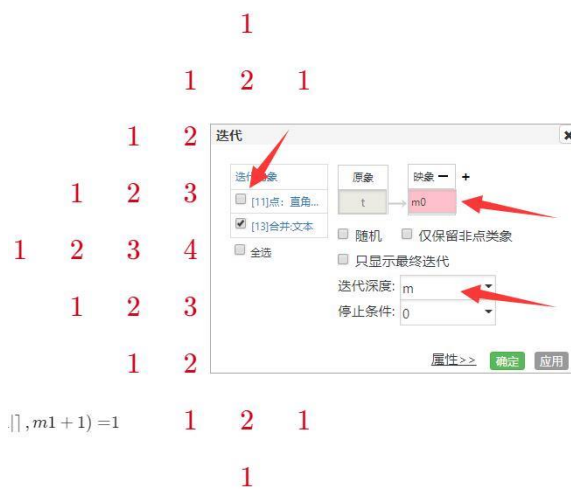 1
1 2 1
1 2
迭代
迭代对象
原象
映象 — +
[11]点：直角...
t
m0
1 2 3
[13]合并:文本
随机
仅保留非点类象
全选
只显示最终迭代
1 2 3 4
迭代深度: m
1 2 3
停止条件: 0
1 2
属性>>
确定
应用
, m1 + 1) =1
1 2 1
1